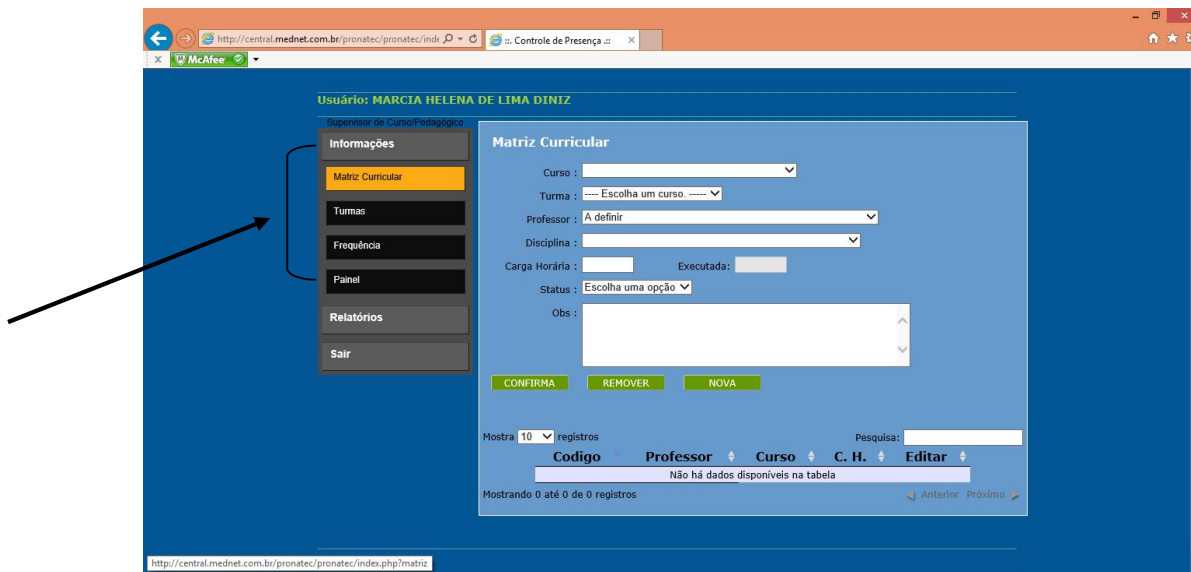 http://central.mednet.com.br/pronatec/pronatec/inde
::. Controle de Presença .::
x McAfee
Usuário: MARCIA HELENA DE LIMA DINIZ
Supervisor de Curso/Pedagógico
Informações
Matriz Curricular
Turmas
Frequência
Painel
Relatórios
Sair
Matriz Curricular
Curso :
Turma : ---- Escolha um curso. -----
Professor : A definir
Disciplina :
Carga Horária : Executada:
Status : Escolha uma opção
Obs :
CONFIRMA REMOVER NOVA
Mostra 10 registros Pesquisa:
Codigo Professor Curso C. H. Editar
Não há dados disponíveis na tabela
Mostrando 0 até 0 de 0 registros Anterior Próximo
http://central.mednet.com.br/pronatec/pronatec/index.php?matriz